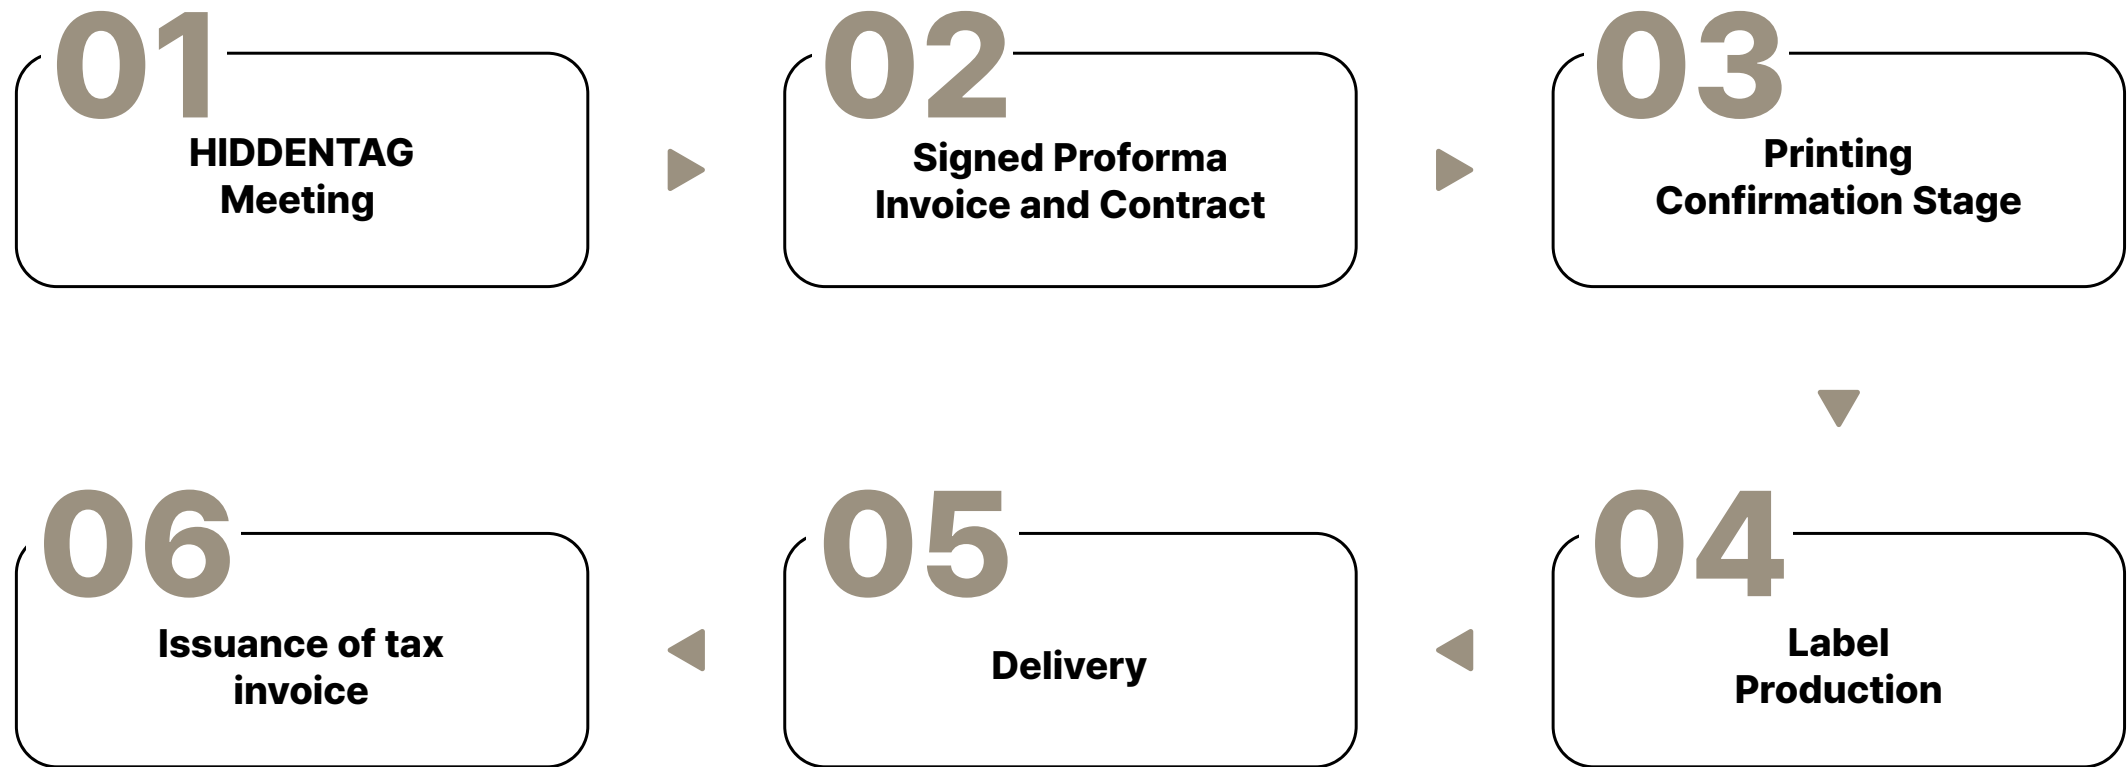 01
HIDDENTAG
Meeting
02
Signed Proforma
Invoice and Contract
03
Printing
Confirmation Stage
04
Label
Production
05
Delivery
06
Issuance of tax
invoice